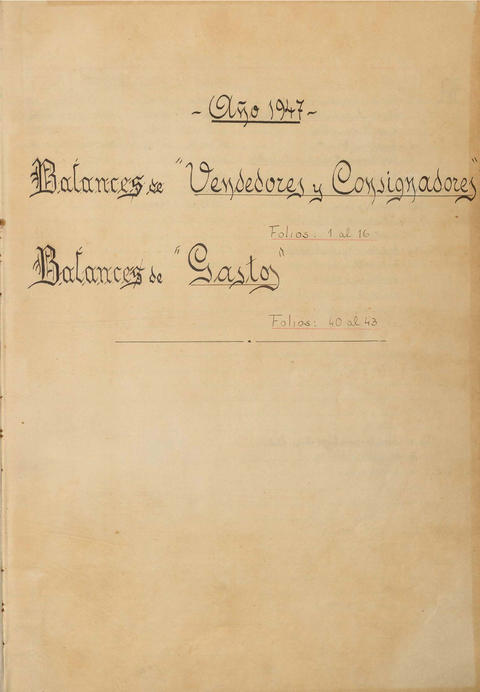 - Año 1947 -
Balances de "Vendedores y Consignadores"
Folios: 1 al 16
Balances de "Gastos"
Folios: 40 al 43